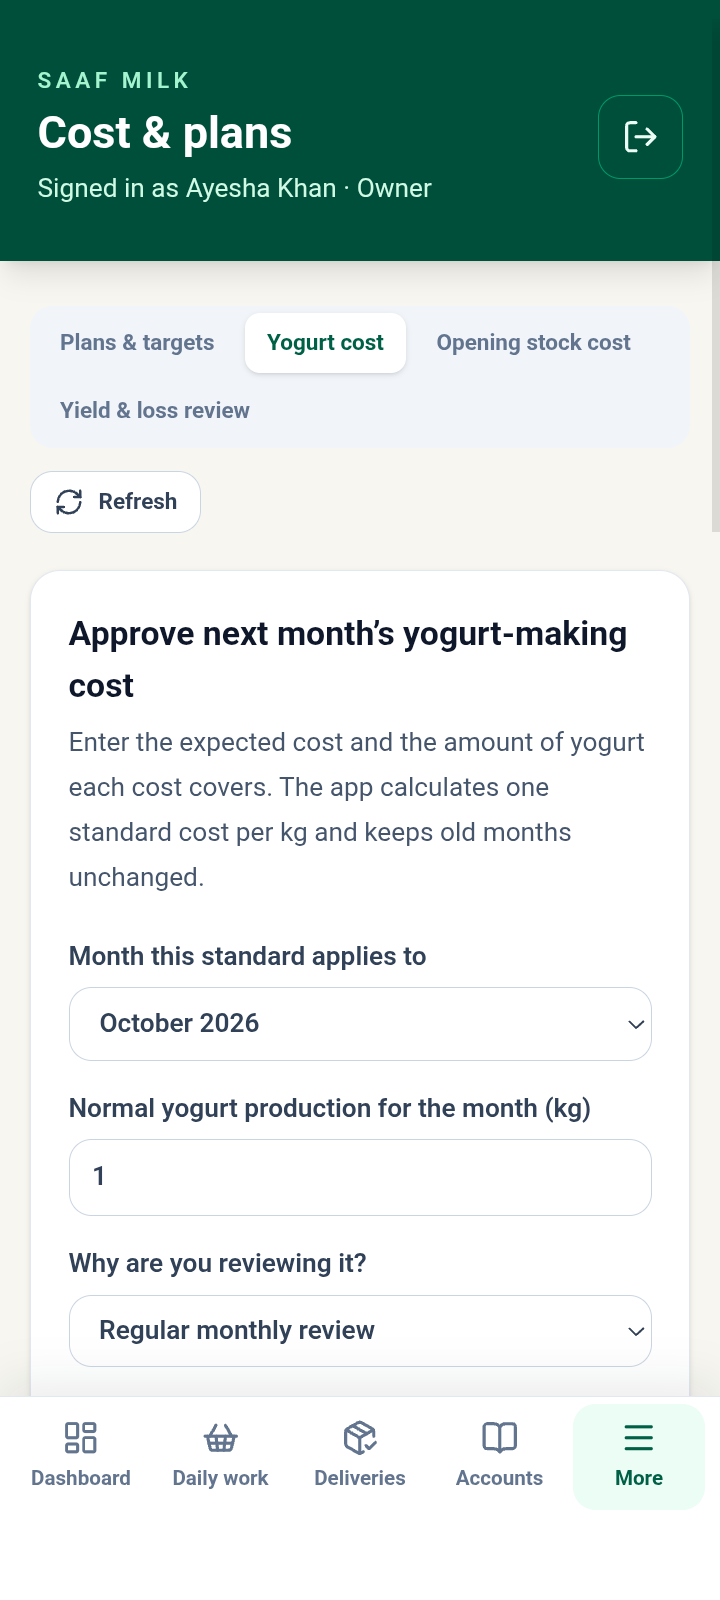 SAAF MILK
Cost & plans
Signed in as Ayesha Khan · Owner
Plans & targets
Yogurt cost
Opening stock cost
Yield & loss review
Refresh
Approve next month’s yogurt-making
cost
Enter the expected cost and the amount of yogurt
each cost covers. The app calculates one
standard cost per kg and keeps old months
unchanged.
Month this standard applies to
October 2026
Normal yogurt production for the month (kg)
1
Why are you reviewing it?
Regular monthly review
Dashboard
Daily work
Deliveries
Accounts
More